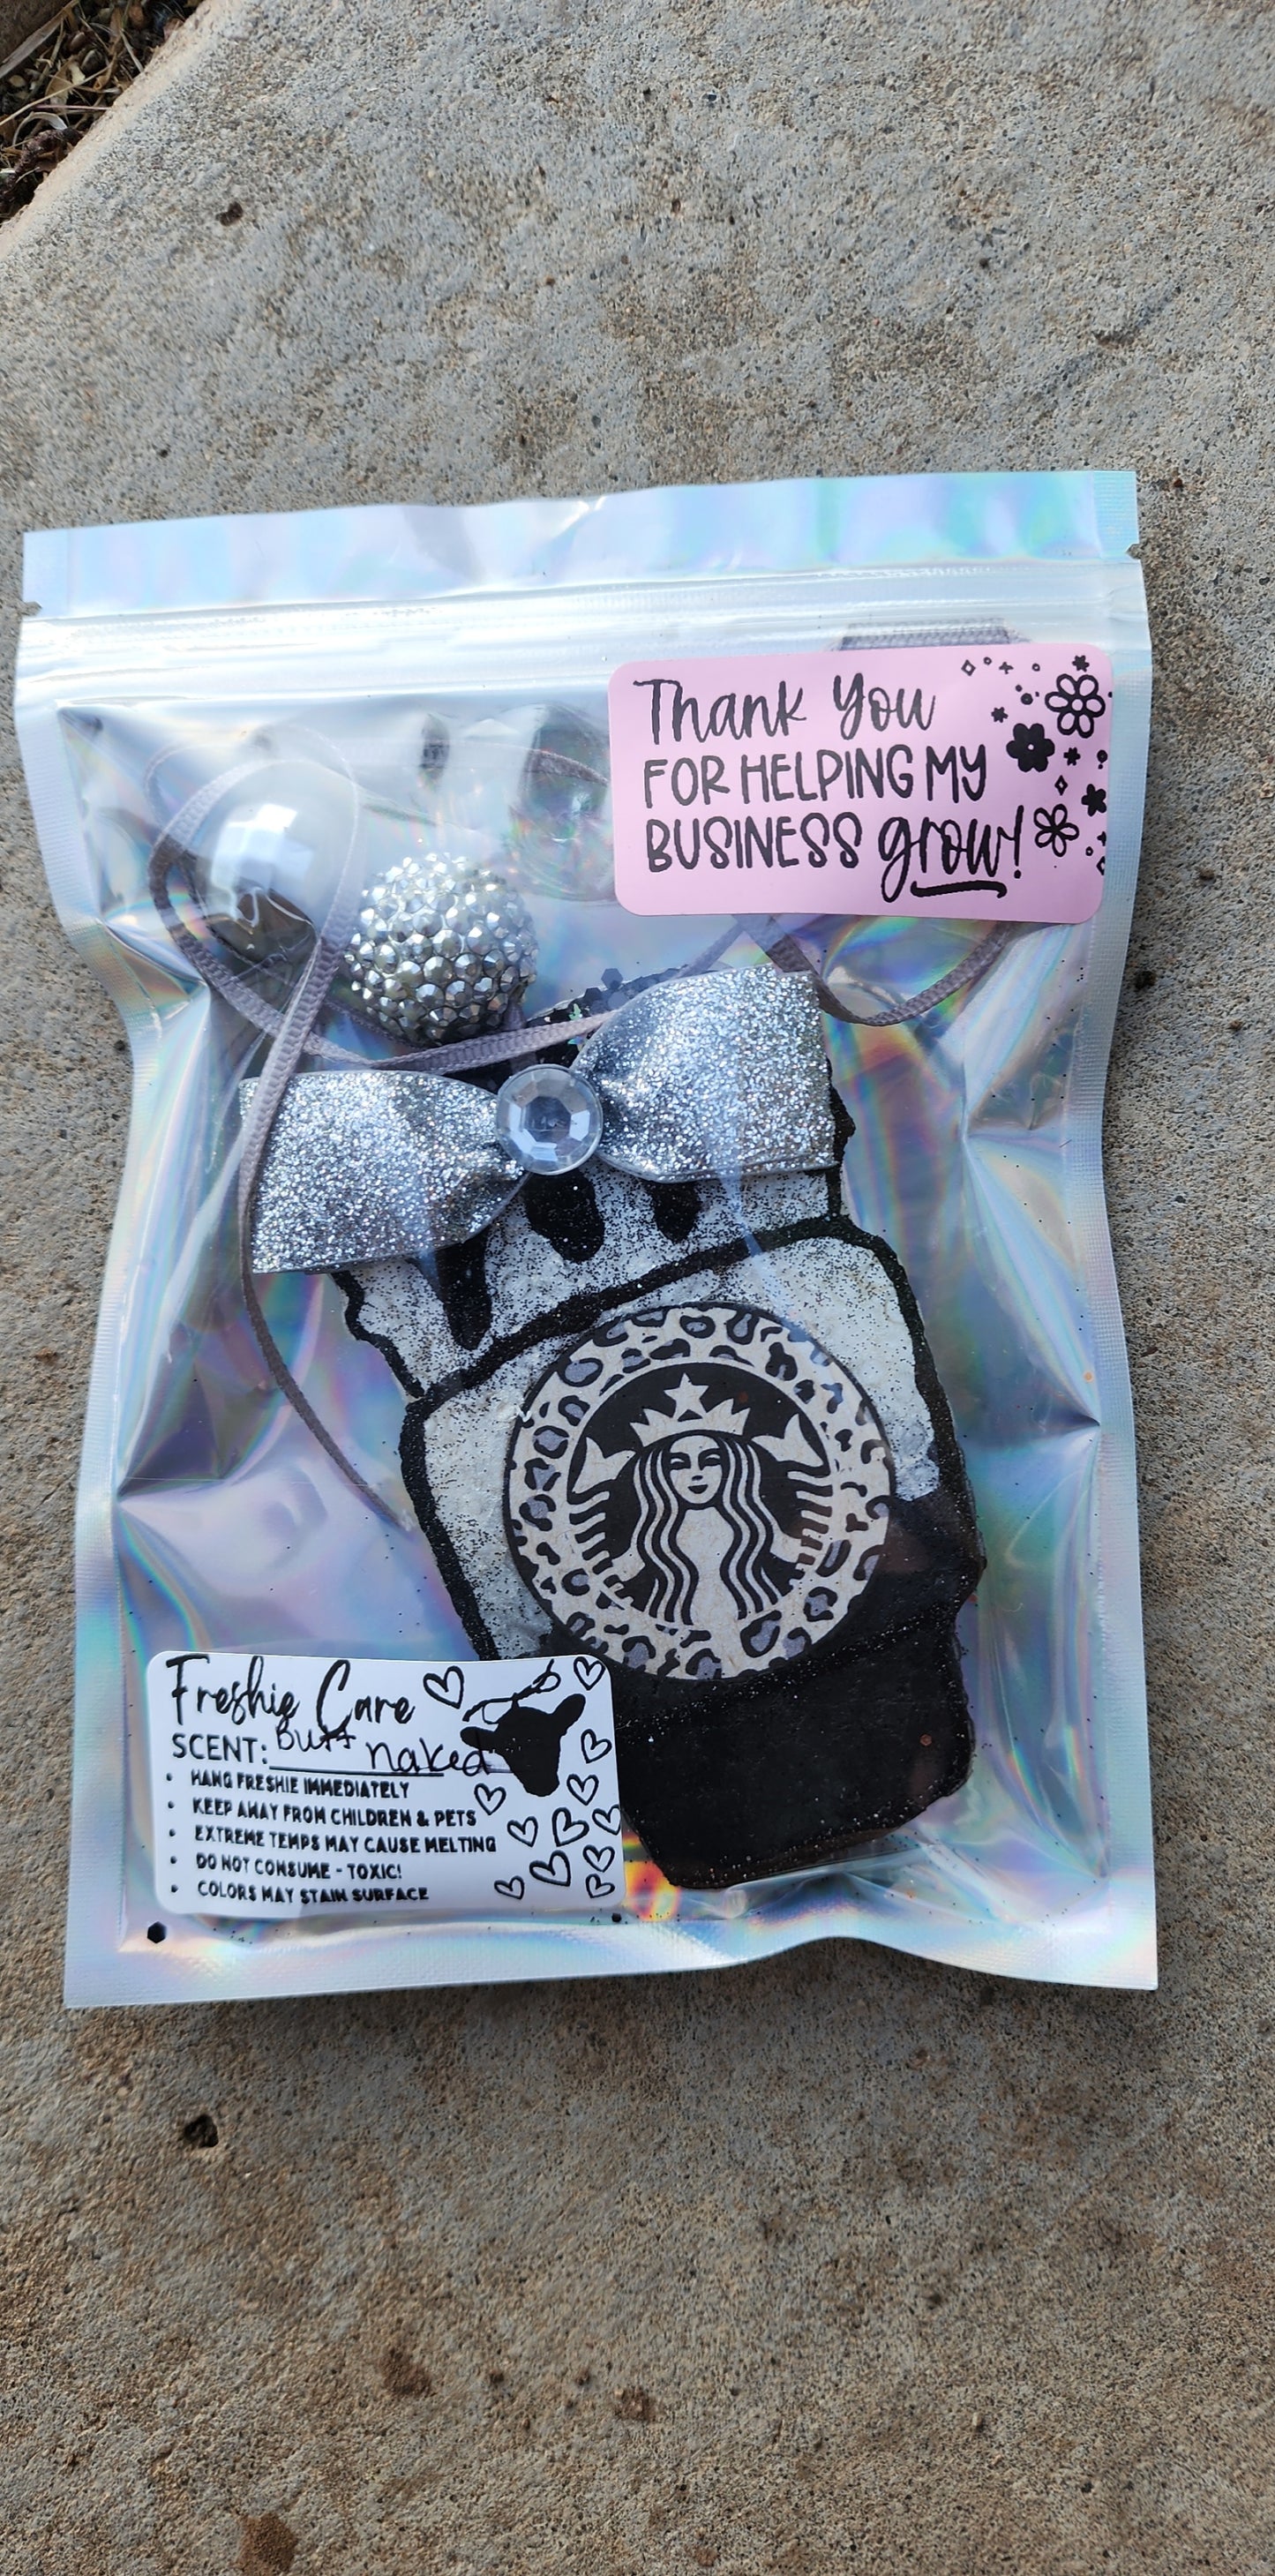 Thank You
FOR HELPING MY
BUSINESS grow!
Freshie Care
SCENT: Butt naked
• HANG FRESHIE IMMEDIATELY
• KEEP AWAY FROM CHILDREN & PETS
• EXTREME TEMPS MAY CAUSE MELTING
• DO NOT CONSUME - TOXIC!
• COLORS MAY STAIN SURFACE